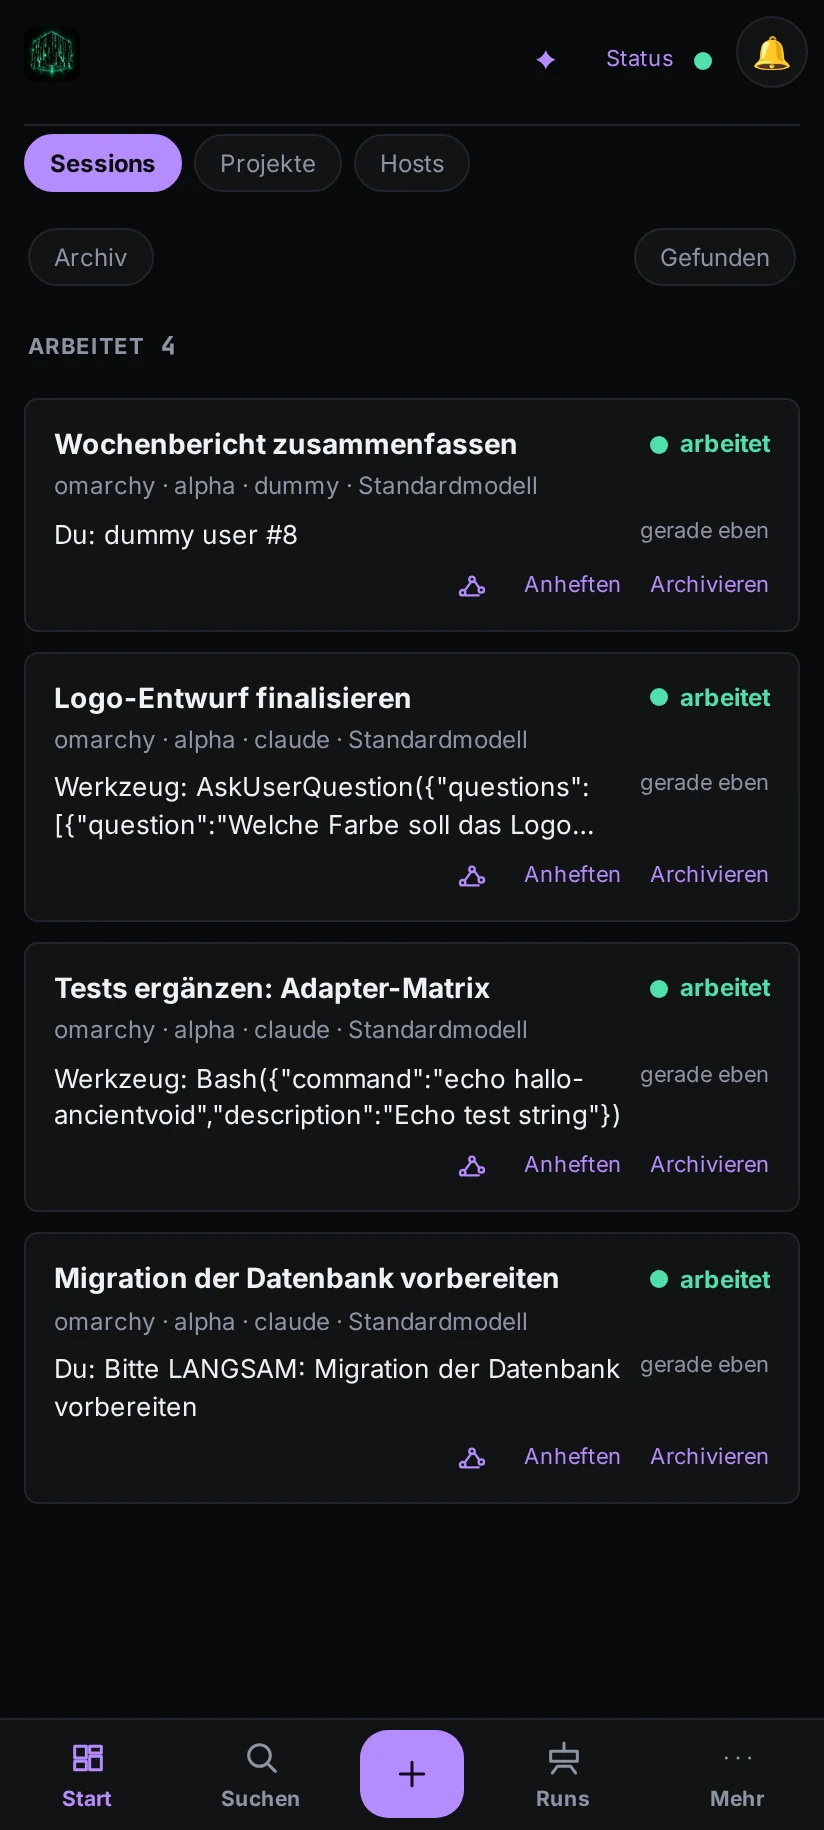 Status
Sessions Projekte Hosts
Archiv Gefunden
ARBEITET 4
Wochenbericht zusammenfassen arbeitet
omarchy · alpha · dummy · Standardmodell
Du: dummy user #8 gerade eben
Anheften Archivieren
Logo-Entwurf finalisieren arbeitet
omarchy · alpha · claude · Standardmodell
Werkzeug: AskUserQuestion({"questions": gerade eben
[{"question":"Welche Farbe soll das Logo...
Anheften Archivieren
Tests ergänzen: Adapter-Matrix arbeitet
omarchy · alpha · claude · Standardmodell
Werkzeug: Bash({"command":"echo hallo- gerade eben
ancientvoid","description":"Echo test string"})
Anheften Archivieren
Migration der Datenbank vorbereiten arbeitet
omarchy · alpha · claude · Standardmodell
Du: Bitte LANGSAM: Migration der Datenbank gerade eben
vorbereiten
Anheften Archivieren
Start Suchen Runs Mehr